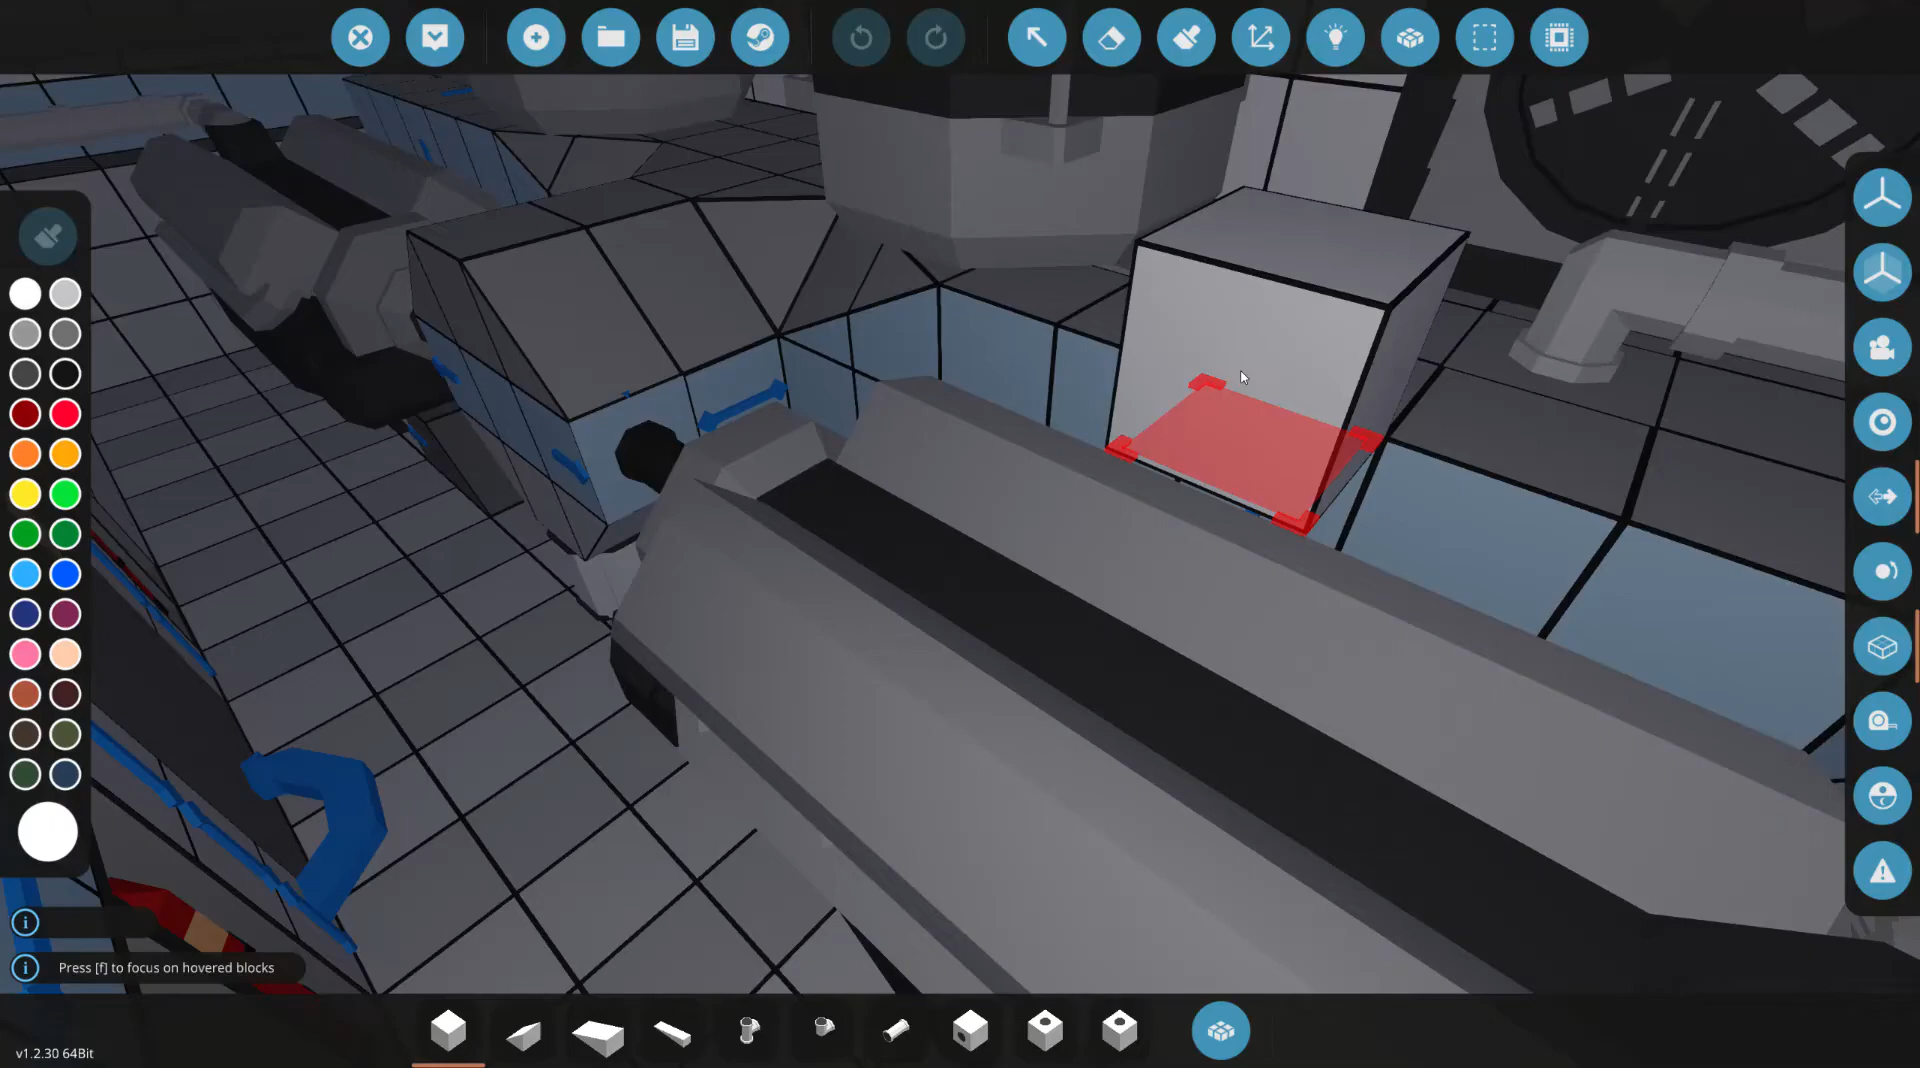 Press [f] to focus on hovered blocks
v1.2.30 64Bit